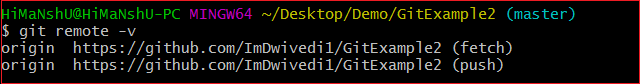 HiMaNshU@HiMaNshU-PC MINGW64 ~/Desktop/Demo/GitExample2 (master)
$ git remote -v
origin  https://github.com/ImDwivedi1/GitExample2 (fetch)
origin  https://github.com/ImDwivedi1/GitExample2 (push)